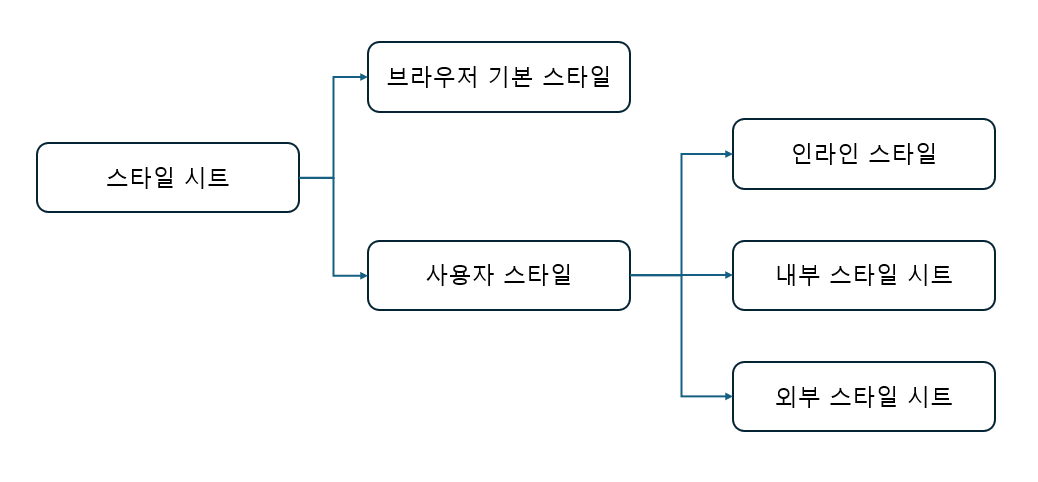 스타일 시트
브라우저 기본 스타일
사용자 스타일
인라인 스타일
내부 스타일 시트
외부 스타일 시트